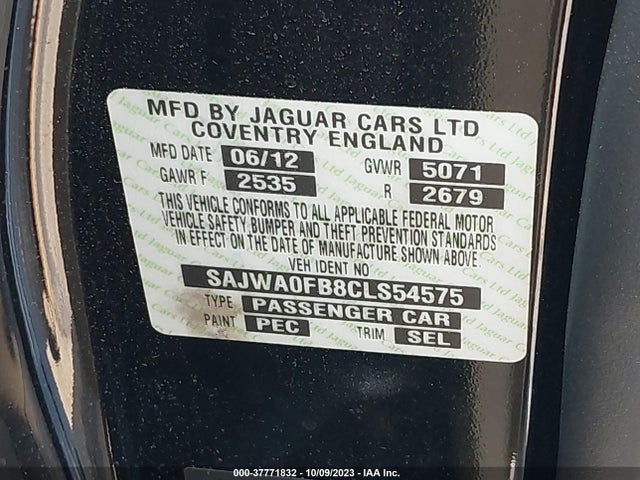 MFD BY JAGUAR CARS LTD
COVENTRY ENGLAND
MFD DATE 06/12 GVWR 5071
GAWR F 2535 R 2679
THIS VEHICLE CONFORMS TO ALL APPLICABLE FEDERAL MOTOR
VEHICLE SAFETY BUMPER AND THEFT PREVENTION STANDARDS
IN EFFECT ON THE DATE OF MANUFACTURE SHOWN ABOVE
VEH IDENT NO
SAJWA0FB8CLS54575
TYPE PASSENGER CAR
PAINT PEC TRIM SEL
000-37771832 - 10/09/2023 - IAA Inc.